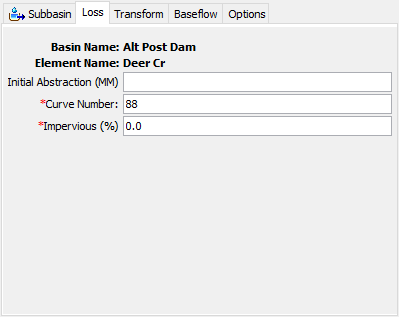 Subbasin Loss Transform Baseflow Options
Basin Name: Alt Post Dam
Element Name: Deer Cr
Initial Abstraction (MM)
*Curve Number: 88
*Impervious (%) 0.0